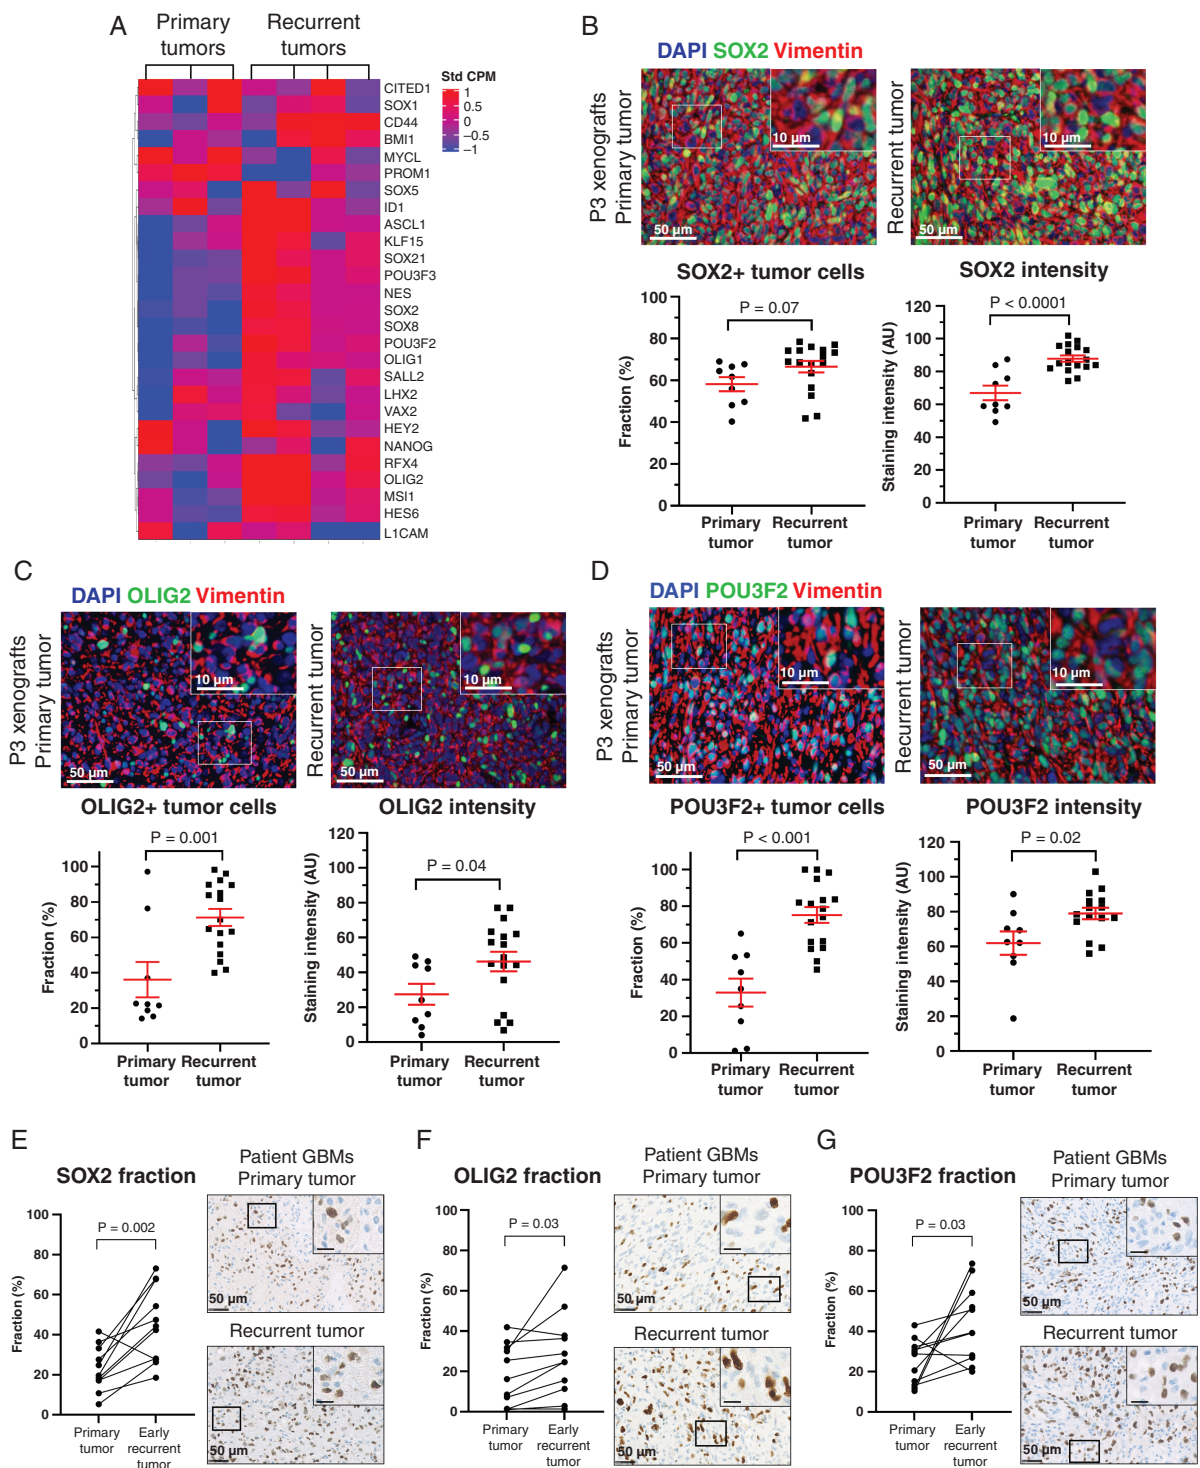 A
Primary
tumors
Recurrent
tumors
Std CPM
1
0.5
0
−0.5
−1
CITED1
SOX1
CD44
BMI1
MYCL
PROM1
SOX5
ID1
ASCL1
KLF15
SOX21
POU3F3
NES
SOX2
SOX8
POU3F2
OLIG1
SALL2
LHX2
VAX2
HEY2
NANOG
RFX4
OLIG2
MSI1
HES6
L1CAM
B
DAPI SOX2 Vimentin
P3 xenografts
Primary tumor
10 µm
50 µm
Recurrent tumor
10 µm
50 µm
SOX2+ tumor cells
P = 0.07
Fraction (%)
100
80
60
40
20
0
Primary
tumor
Recurrent
tumor
SOX2 intensity
P < 0.0001
Staining intensity (AU)
120
100
80
60
40
20
0
Primary
tumor
Recurrent
tumor
C
DAPI OLIG2 Vimentin
P3 xenografts
Primary tumor
10 µm
50 µm
Recurrent tumor
10 µm
50 µm
OLIG2+ tumor cells
P = 0.001
Fraction (%)
100
80
60
40
20
0
Primary
tumor
Recurrent
tumor
OLIG2 intensity
P = 0.04
Staining intensity (AU)
120
100
80
60
40
20
0
Primary
tumor
Recurrent
tumor
D
DAPI POU3F2 Vimentin
P3 xenografts
Primary tumor
10 µm
50 µm
Recurrent tumor
10 µm
50 µm
POU3F2+ tumor cells
P < 0.001
Fraction (%)
100
80
60
40
20
0
Primary
tumor
Recurrent
tumor
POU3F2 intensity
P = 0.02
Staining intensity (AU)
120
100
80
60
40
20
0
Primary
tumor
Recurrent
tumor
E
SOX2 fraction
P = 0.002
Fraction (%)
100
80
60
40
20
0
Primary
tumor
Early
recurrent
tumor
Patient GBMs
Primary tumor
50 µm
Recurrent tumor
50 µm
F
OLIG2 fraction
P = 0.03
Fraction (%)
100
80
60
40
20
0
Primary
tumor
Early
recurrent
tumor
Patient GBMs
Primary tumor
50 µm
Recurrent tumor
50 µm
G
POU3F2 fraction
P = 0.03
Fraction (%)
100
80
60
40
20
0
Primary
tumor
Early
recurrent
tumor
Patient GBMs
Primary tumor
50 µm
Recurrent tumor
50 µm